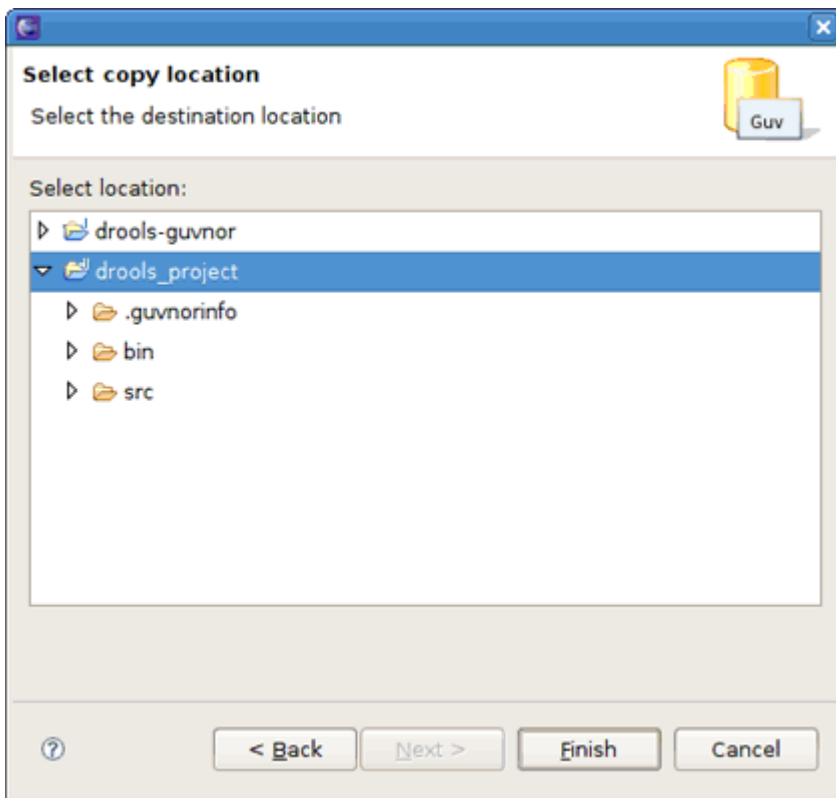 Select copy location
Select the destination location
Guv
Select location:
drools-guvnor
drools_project
.guvnorinfo
bin
src
< Back Next > Finish Cancel